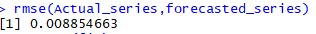 > rmse(Actual_series,forecasted_series)
[1] 0.008854663